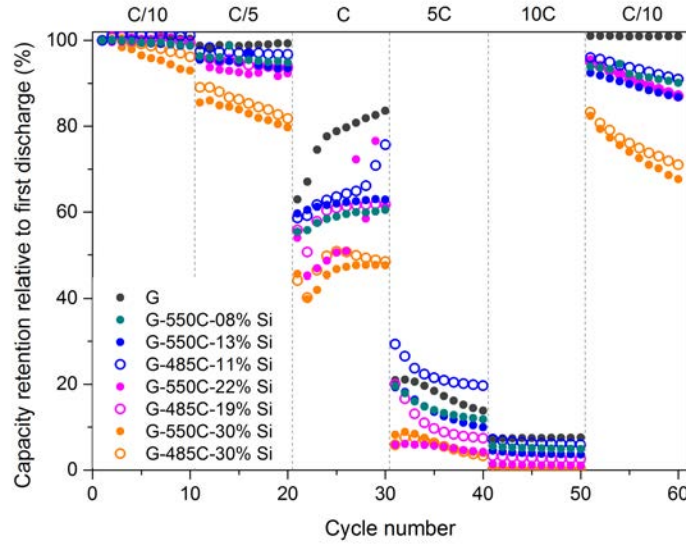 C/10 C/5 C 5C 10C C/10
Capacity retention relative to first discharge (%)
100
80
60
40
20
0
G
G-550C-08% Si
G-550C-13% Si
G-485C-11% Si
G-550C-22% Si
G-485C-19% Si
G-550C-30% Si
G-485C-30% Si
0 10 20 30 40 50 60
Cycle number